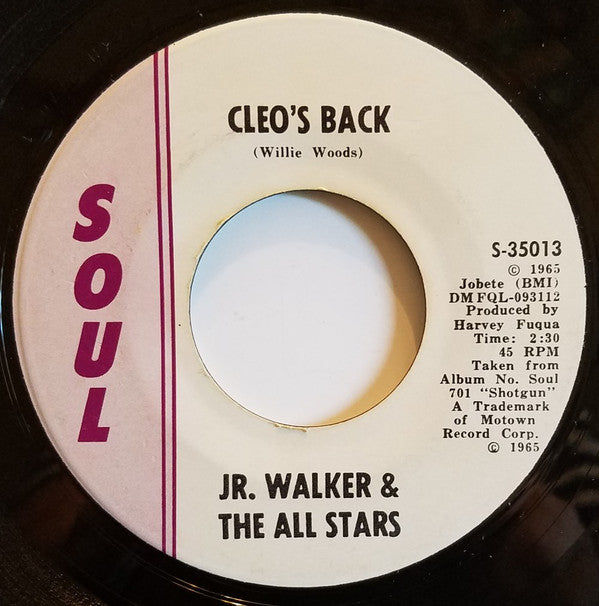 CLEO'S BACK
(Willie Woods)
SOUL
S-35013
© 1965
Jobete (BMI)
DM FQL-093112
Produced by
Harvey Fuqua
Time: 2:30
45 RPM
Taken from
Album No. Soul
701 "Shotgun"
A Trademark
of Motown
Record Corp.
℗ 1965
JR. WALKER &
THE ALL STARS